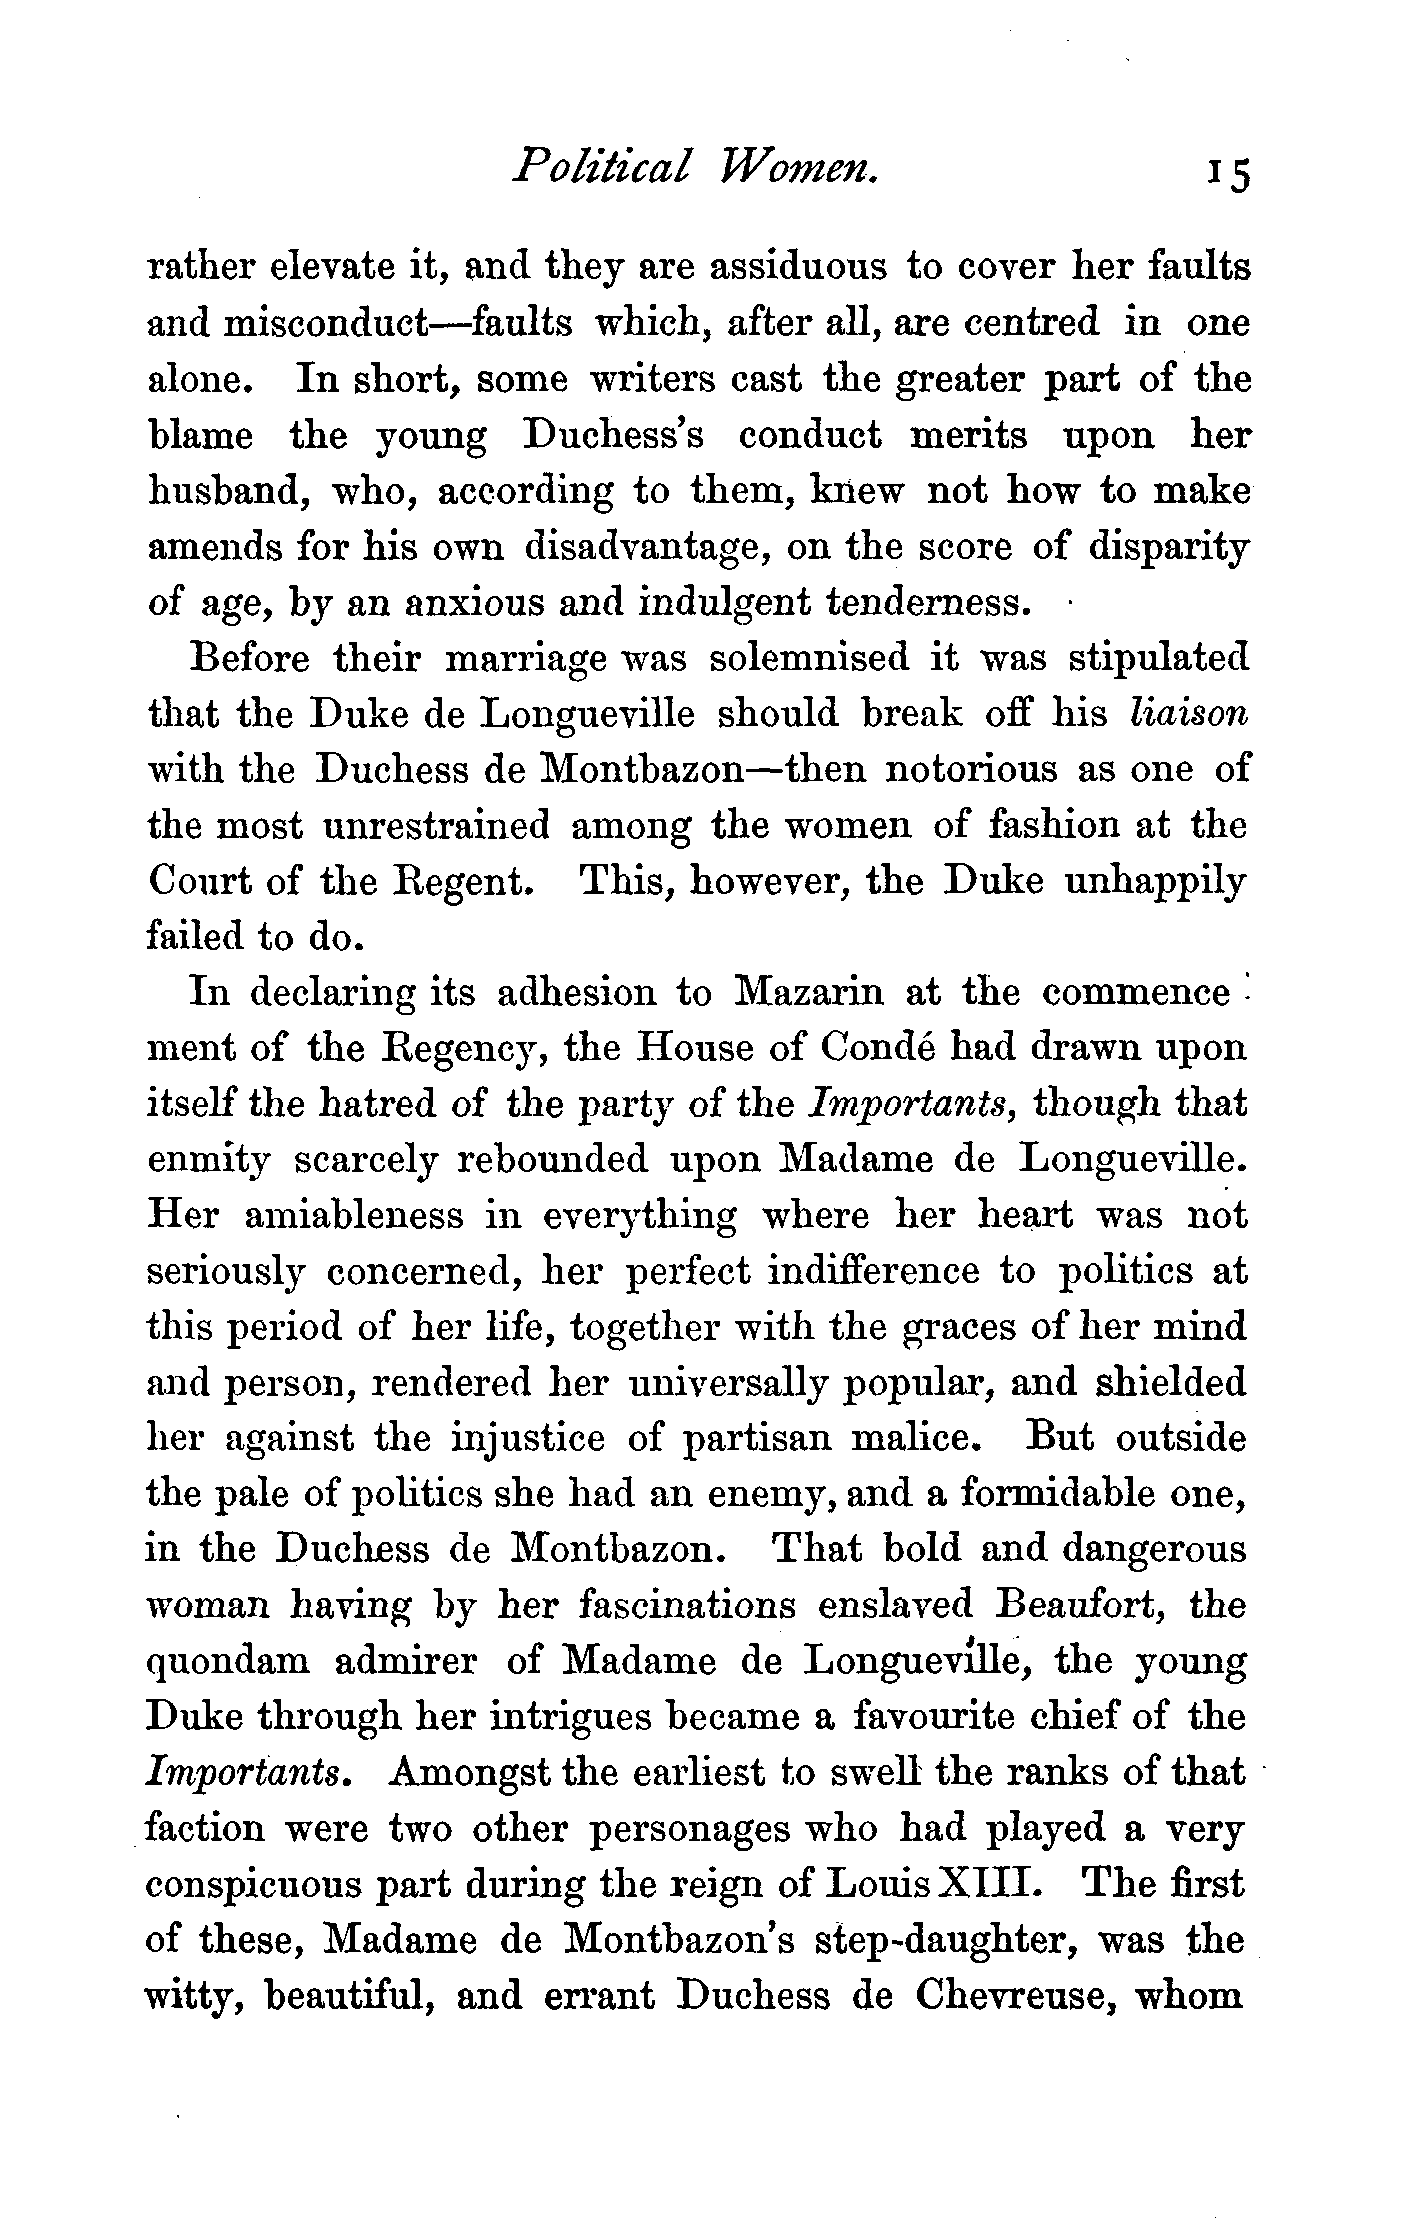 Political Women. 15
rather elevate it, and they are assiduous to cover her faults
and misconduct—faults which, after all, are centred in one
alone. In short, some writers cast the greater part of the
blame the young Duchess's conduct merits upon her
husband, who, according to them, knew not how to make
amends for his own disadvantage, on the score of disparity
of age, by an anxious and indulgent tenderness.
Before their marriage was solemnised it was stipulated
that the Duke de Longueville should break off his liaison
with the Duchess de Montbazon—then notorious as one of
the most unrestrained among the women of fashion at the
Court of the Regent. This, however, the Duke unhappily
failed to do.
In declaring its adhesion to Mazarin at the commence
ment of the Regency, the House of Condé had drawn upon
itself the hatred of the party of the Importants, though that
enmity scarcely rebounded upon Madame de Longueville.
Her amiableness in everything where her heart was not
seriously concerned, her perfect indifference to politics at
this period of her life, together with the graces of her mind
and person, rendered her universally popular, and shielded
her against the injustice of partisan malice. But outside
the pale of politics she had an enemy, and a formidable one,
in the Duchess de Montbazon. That bold and dangerous
woman having by her fascinations enslaved Beaufort, the
quondam admirer of Madame de Longueville, the young
Duke through her intrigues became a favourite chief of the
Importants. Amongst the earliest to swell the ranks of that
faction were two other personages who had played a very
conspicuous part during the reign of Louis XIII. The first
of these, Madame de Montbazon's step-daughter, was the
witty, beautiful, and errant Duchess de Chevreuse, whom